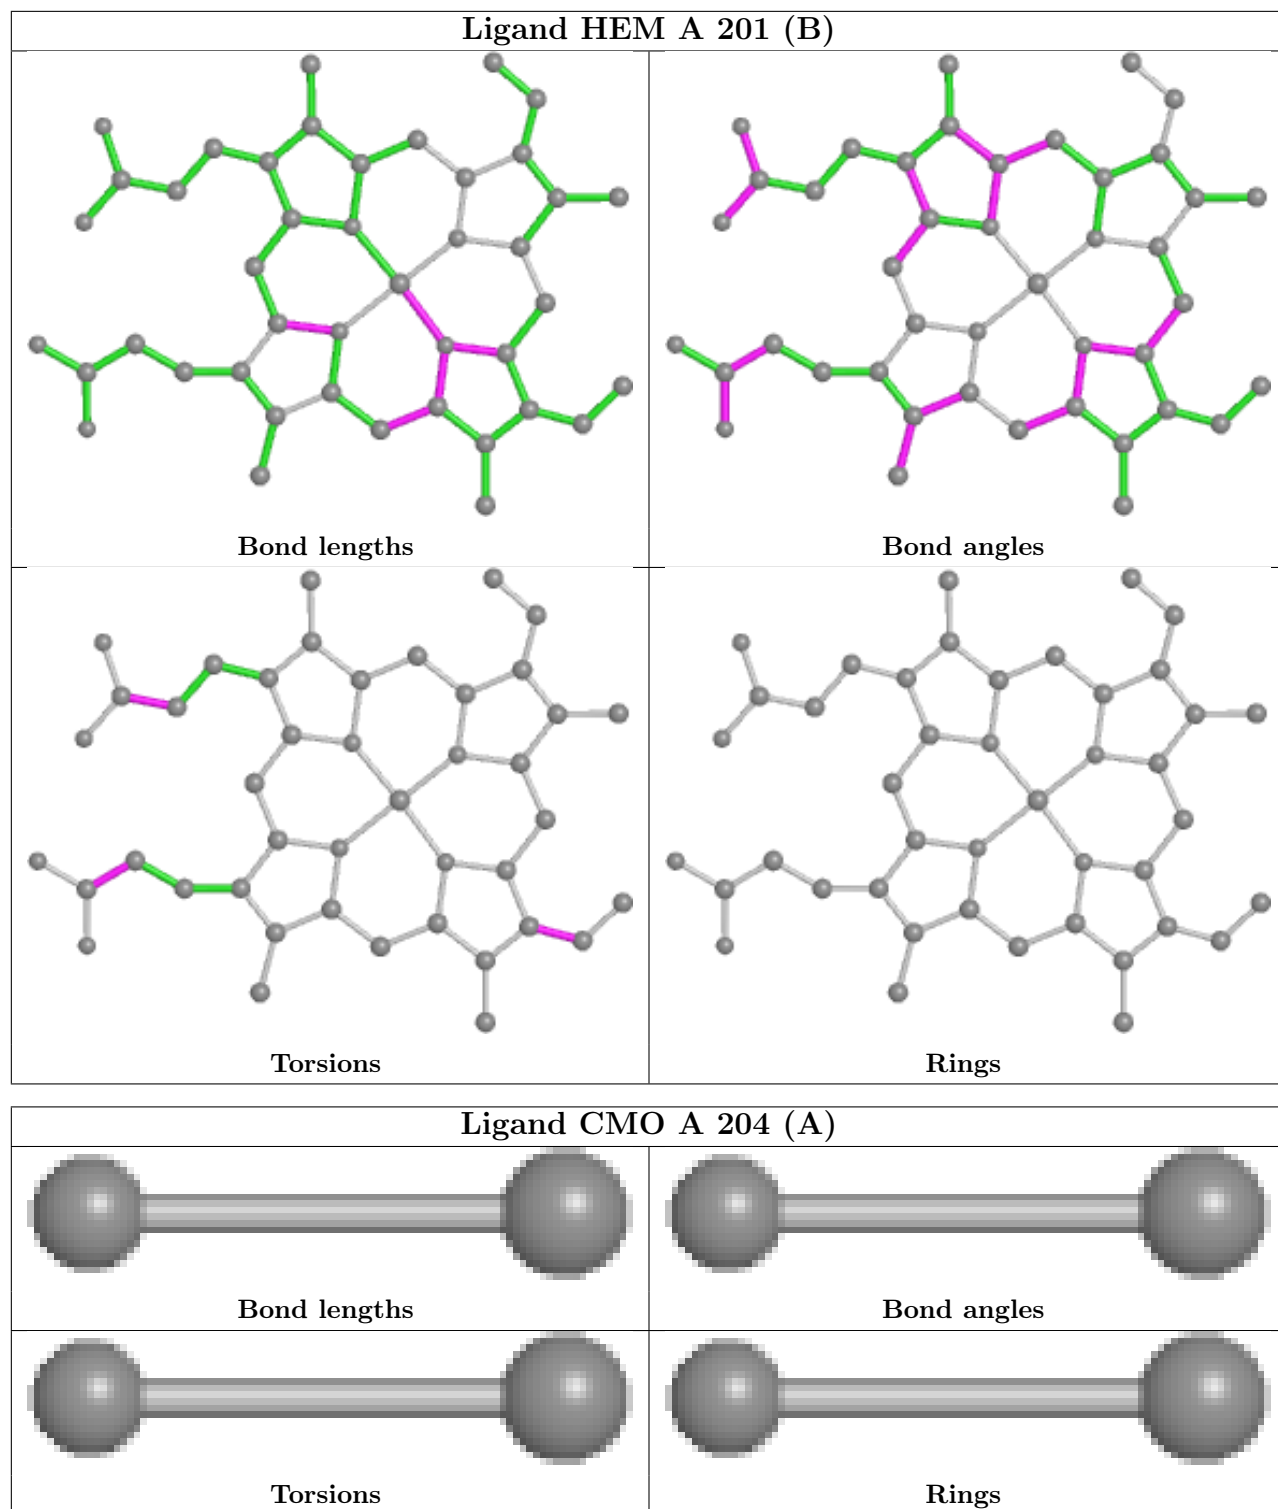 Ligand HEM A 201 (B)
Bond lengths
Bond angles
Torsions
Rings
Ligand CMO A 204 (A)
Bond lengths
Bond angles
Torsions
Rings